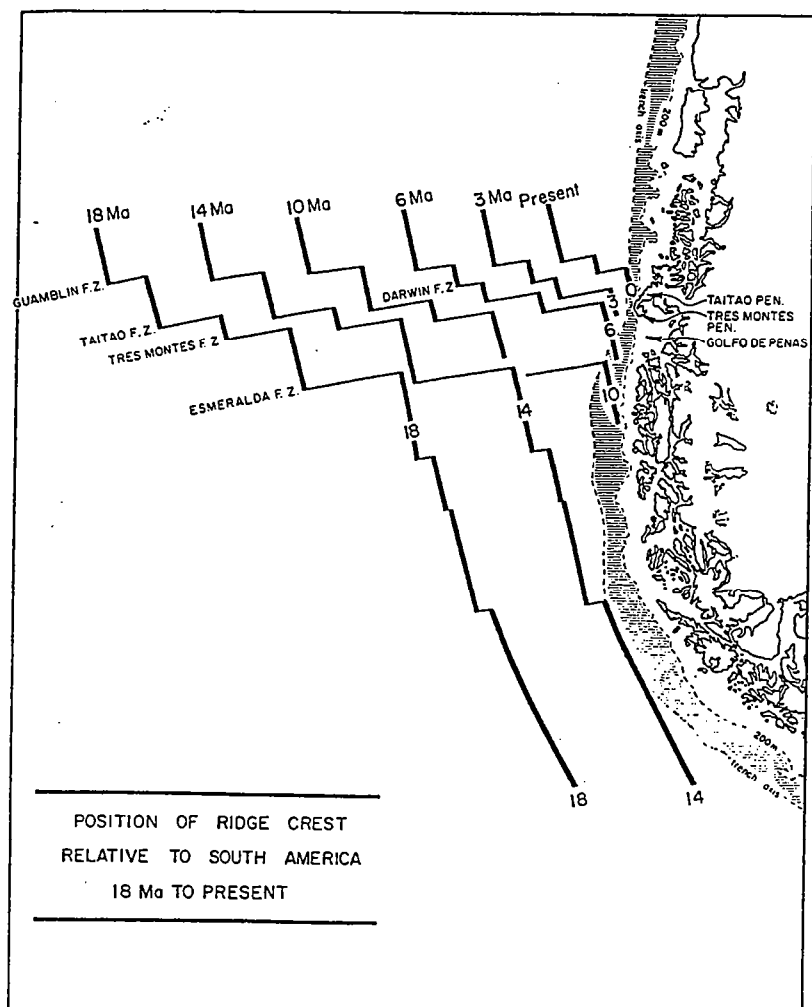 trench axis
200m
18 Ma
14 Ma
10 Ma
6 Ma
3 Ma
Present
GUAMBLIN F.Z.
DARWIN F.Z
0
3
6
10
TAITAO PEN.
TRES MONTES
PEN.
GOLFO DE PENAS
TAITAO F.Z.
TRES MONTES F.Z
ESMERALDA F.Z.
18
14
200m
trench axis
18
14
POSITION OF RIDGE CREST
RELATIVE TO SOUTH AMERICA
18 Ma TO PRESENT